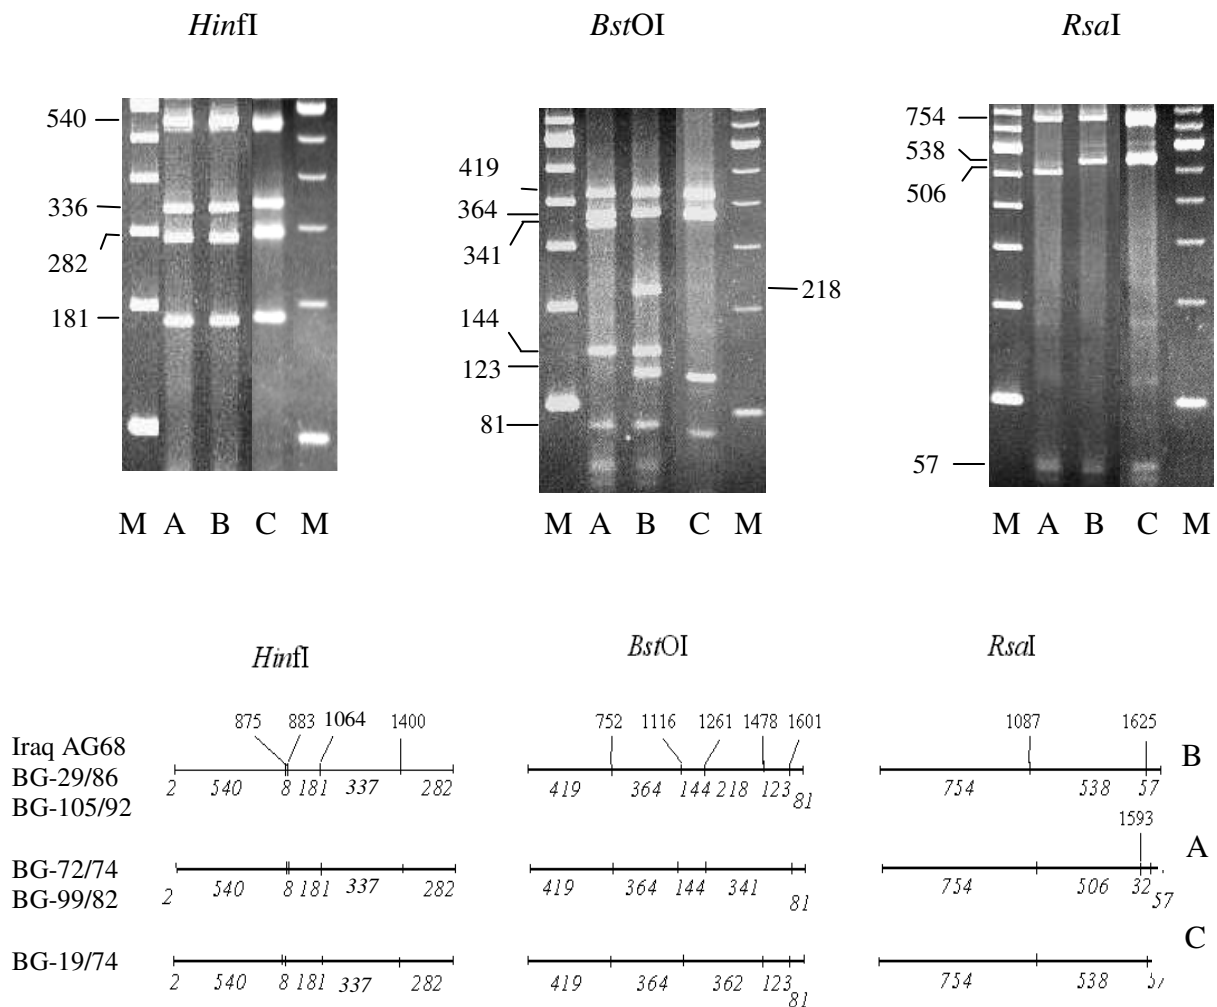 HinfI BstOI RsaI
540
336
282
181
419
364
341
144
123
81
218
754
538
506
57
M A B C M
M A B C M
M A B C M
HinfI BstOI RsaI
875 883 1064 1400
752 1116 1261 1478 1601
1087 1625
Iraq AG68
BG-29/86
BG-105/92
2 540 8 181 337 282
419 364 144 218 123 81
754 538 57
B
1593
BG-72/74
BG-99/82
2 540 8 181 337 282
419 364 144 341 81
754 506 32 57
A
BG-19/74
2 540 8 181 337 282
419 364 362 123 81
754 538
C